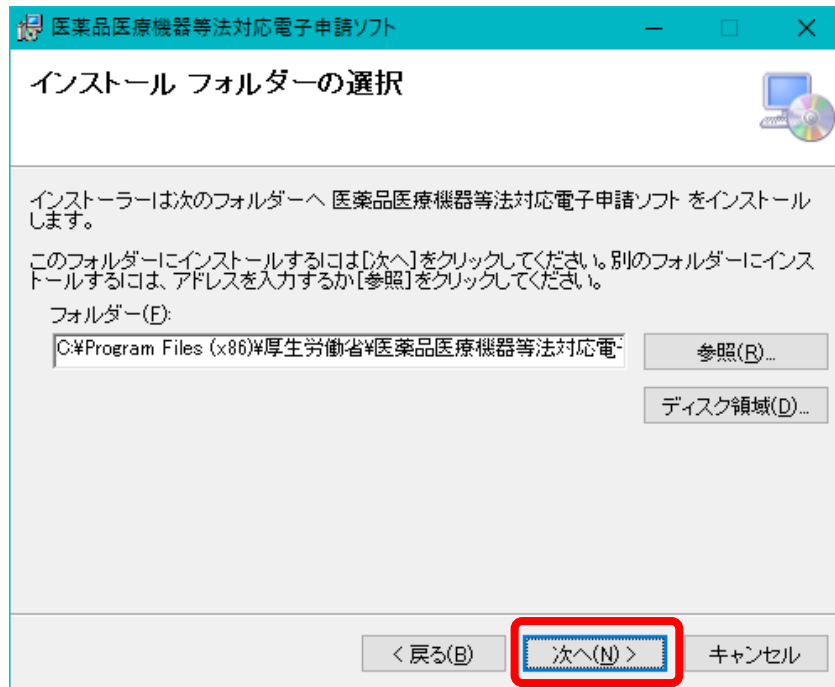 医薬品医療機器等法対応電子申請ソフト
インストール フォルダーの選択
インストーラーは次のフォルダーへ 医薬品医療機器等法対応電子申請ソフト をインストール
します。
このフォルダーにインストールするには[次へ]をクリックしてください。別のフォルダーにインス
トールするには、アドレスを入力するか[参照]をクリックしてください。
フォルダー(F):
C:¥Program Files (x86)¥厚生労働省¥医薬品医療機器等法対応電
参照(R)...
ディスク領域(D)...
< 戻る(B)
次へ(N) >
キャンセル